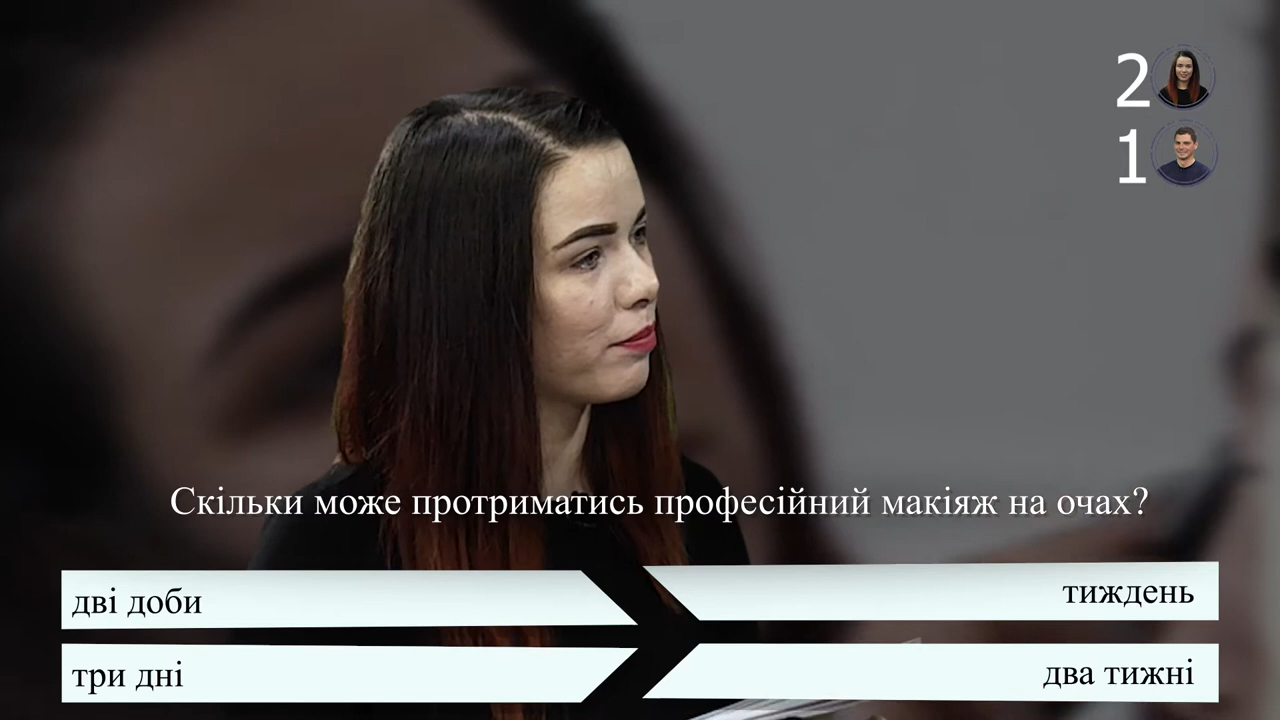 2
1
Скільки може протриматись професійний макіяж на очах?
дві доби
тиждень
три дні
два тижні